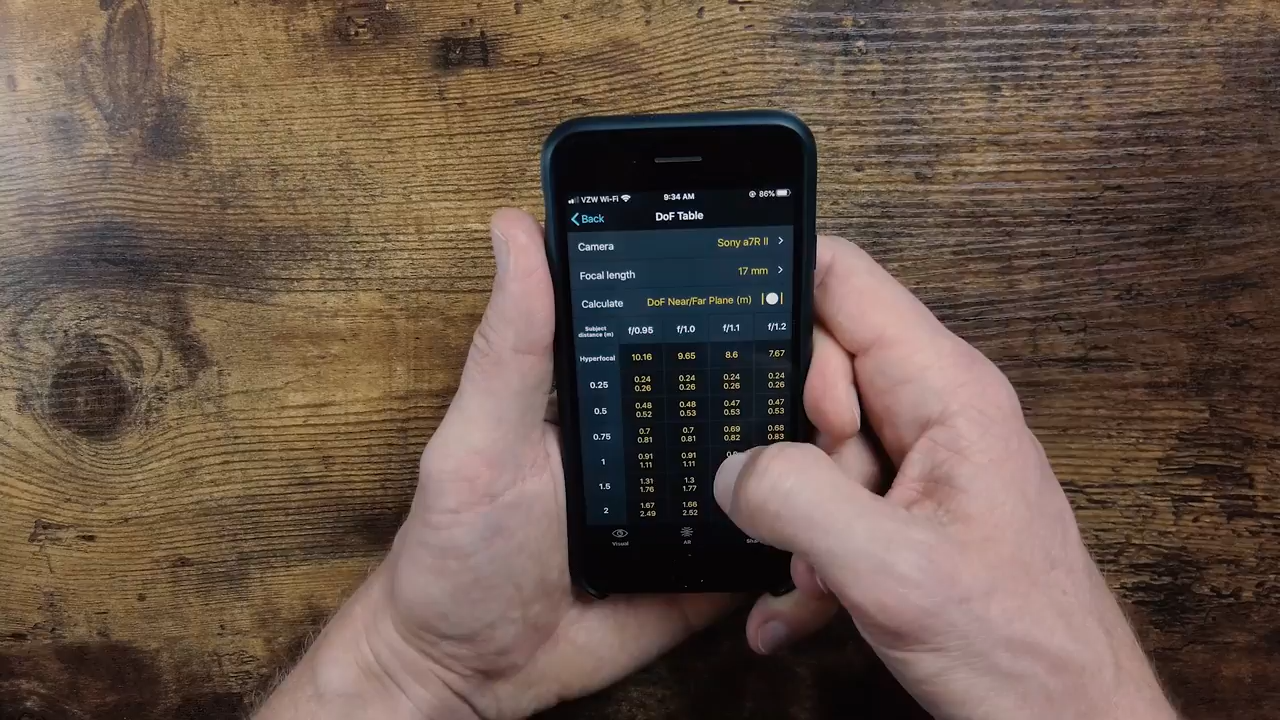 VZW Wi-Fi 9:34 AM 86%
Back DoF Table
Camera Sony a7R II
Focal length 17 mm
Calculate DoF Near/Far Plane (m)
Subject
distance (m) f/0.95 f/1.0 f/1.1 f/1.2
Hyperfocal 10.16 9.65 8.6 7.67
0.25 0.24 0.24 0.24 0.24
0.26 0.26 0.26 0.26
0.5 0.48 0.48 0.47 0.47
0.52 0.53 0.53 0.53
0.75 0.7 0.7 0.69 0.68
0.81 0.81 0.82 0.83
1 0.91 0.91
1.11 1.11
1.5 1.31 1.3
1.76 1.77
2 1.67 1.66
2.49 2.52
Visual AR